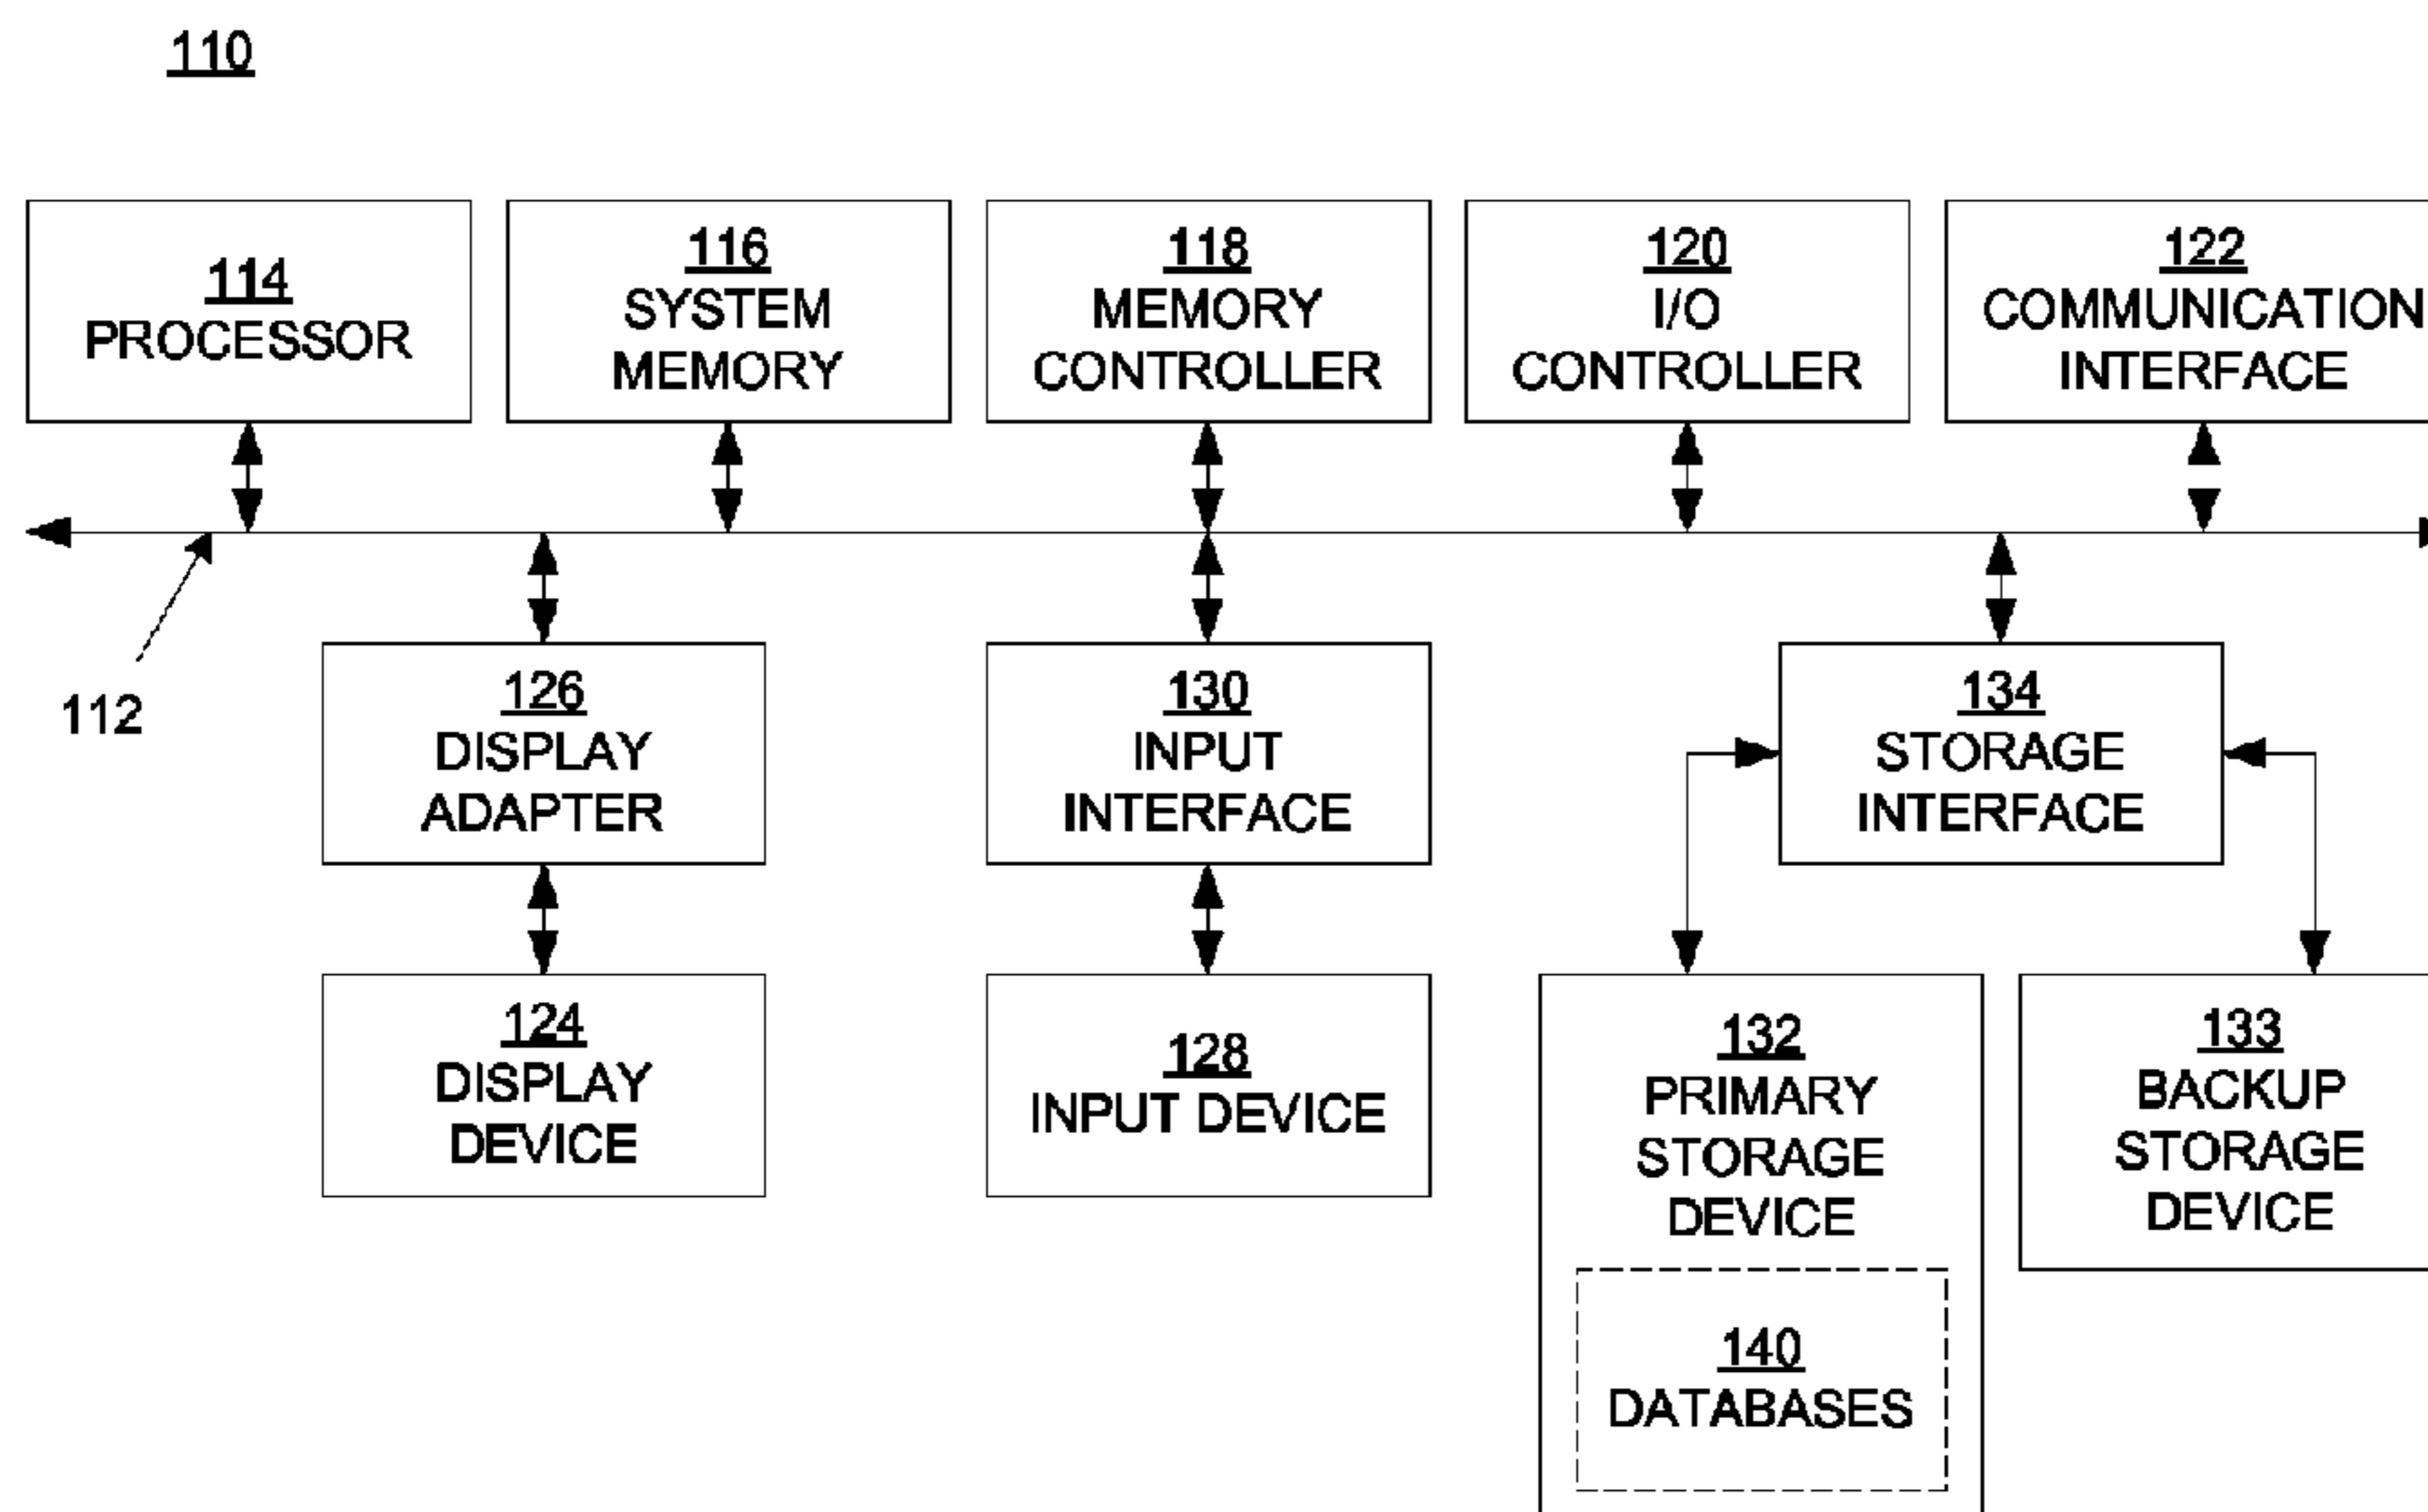 110
114
PROCESSOR
116
SYSTEM
MEMORY
118
MEMORY
CONTROLLER
120
I/O
CONTROLLER
122
COMMUNICATION
INTERFACE
112
126
DISPLAY
ADAPTER
130
INPUT
INTERFACE
134
STORAGE
INTERFACE
124
DISPLAY
DEVICE
128
INPUT DEVICE
132
PRIMARY
STORAGE
DEVICE
133
BACKUP
STORAGE
DEVICE
140
DATABASES